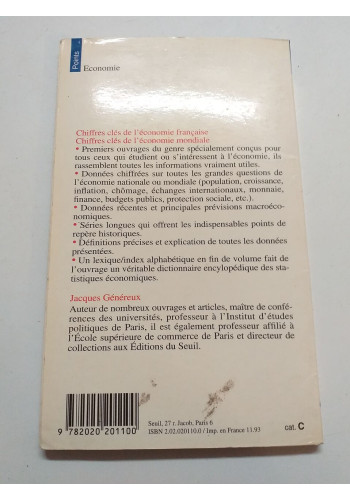 Points
Economie
Chiffres clés de l'économie française
Chiffres clés de l'économie mondiale
• Premiers ouvrages du genre spécialement conçus pour
tous ceux qui étudient ou s'intéressent à l'économie, ils
rassemblent toutes les informations vraiment utiles.
• Données chiffrées sur toutes les grandes questions de
l'économie nationale ou mondiale (population, croissance,
inflation, chômage, échanges internationaux, monnaie,
finance, budgets publics, protection sociale, etc.).
• Données récentes et principales prévisions macroéco-
nomiques.
• Séries longues qui offrent les indispensables points de
repère historiques.
• Définitions précises et explication de toutes les données
présentées.
• Un lexique/index alphabétique en fin de volume fait de
l'ouvrage un véritable dictionnaire encylopédique des sta-
tistiques économiques.
Jacques Généreux
Auteur de nombreux ouvrages et articles, maître de confé-
rences des universités, professeur à l'Institut d'études
politiques de Paris, il est également professeur affilié à
l'École supérieure de commerce de Paris et directeur de
collections aux Éditions du Seuil.
9 782020 201100
Seuil, 27 r. Jacob, Paris 6
ISBN 2.02.020110.0 / Imp. en France 11.93
cat. C